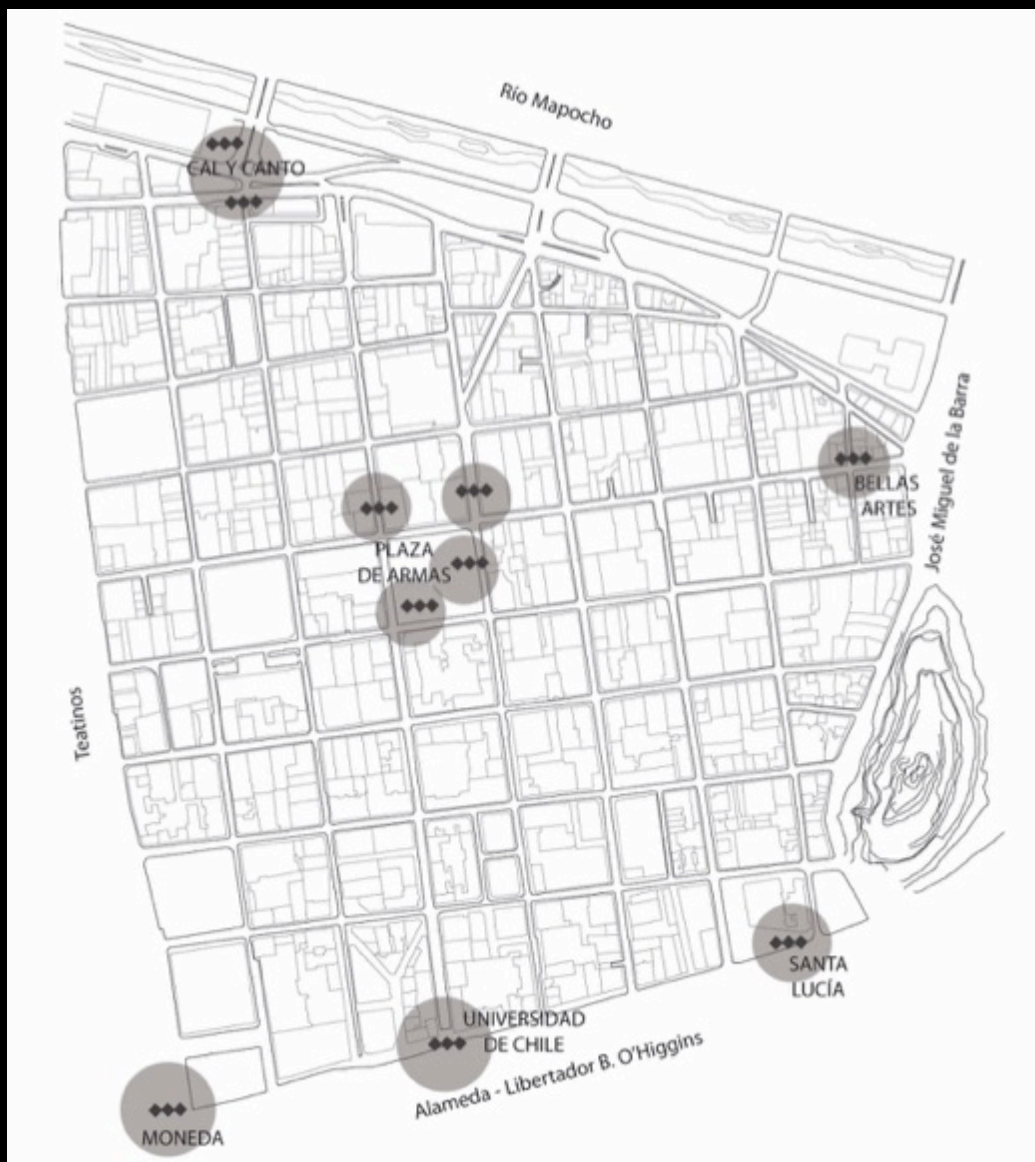 Río Mapocho
CAL Y CANTO
José Miguel de la Barra
BELLAS
ARTES
PLAZA
DE ARMAS
Teatinos
SANTA
LUCÍA
UNIVERSIDAD
DE CHILE
Alameda - Libertador B. O'Higgins
MONEDA